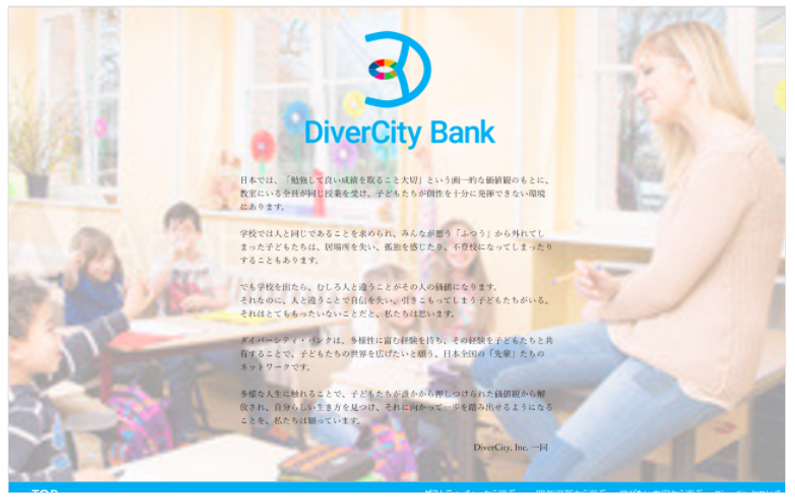 DiverCity Bank
日本では、「勉強して良い成績を取ること大切」という画一的な価値観のもとに、
教室にいる全員が同じ授業を受け、子どもたちが個性を十分に発揮できない環境
にあります。
学校では人と同じであることを求められ、みんなが思う「ふつう」から外れてし
まった子どもたちは、居場所を失い、孤独を感じたり、不登校になってしまったり
することもあります。
でも学校を出たら、むしろ人と違うことがその人の価値になります。
それなのに、人と違うことで自信を失い、引きこもってしまう子どもたちがいる。
それはとてももったいないことだと、私たちは思います。
ダイバーシティ・バンクは、多様性に富む経験を持ち、その経験を子どもたちと共
有することで、子どもたちの世界を広げたいと願う、日本全国の「先輩」たちの
ネットワークです。
多様な人生に触れることで、子どもたちが誰かから押しつけられた価値観から解
放され、自分らしい生き方を見つけ、それに向かって一歩を踏み出せるようになる
ことを、私たちは願っています。
DiverCity, Inc. 一同
TOP